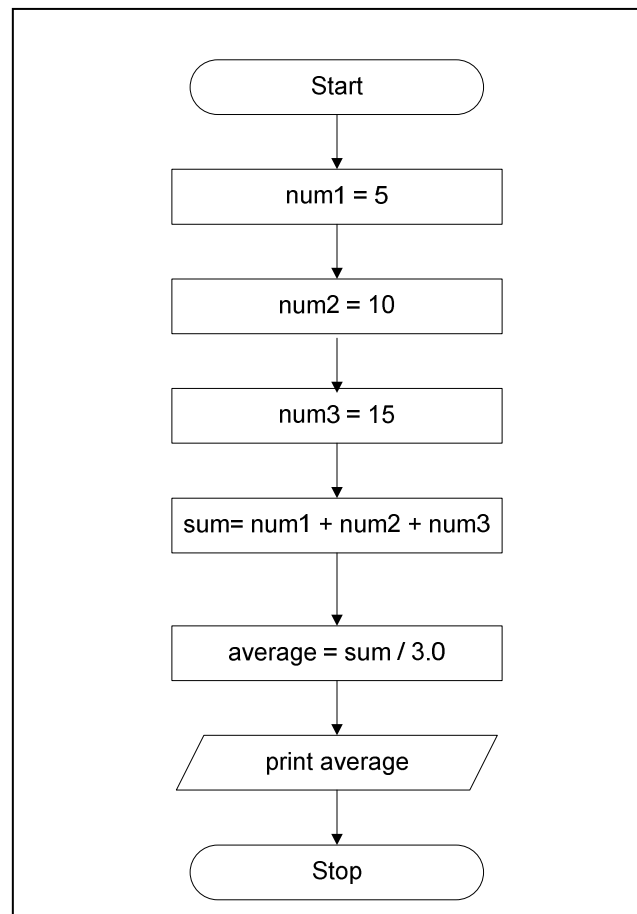 Start
num1 = 5
num2 = 10
num3 = 15
sum= num1 + num2 + num3
average = sum / 3.0
print average
Stop